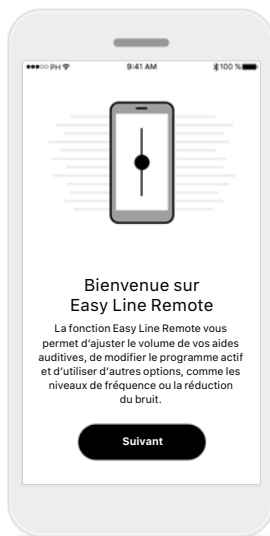 ●●●○○ PH 9:41 AM 100 %
Bienvenue sur
Easy Line Remote
La fonction Easy Line Remote vous
permet d’ajuster le volume de vos aides
auditives, de modifier le programme actif
et d’utiliser d’autres options, comme les
niveaux de fréquence ou la réduction
du bruit.
Suivant